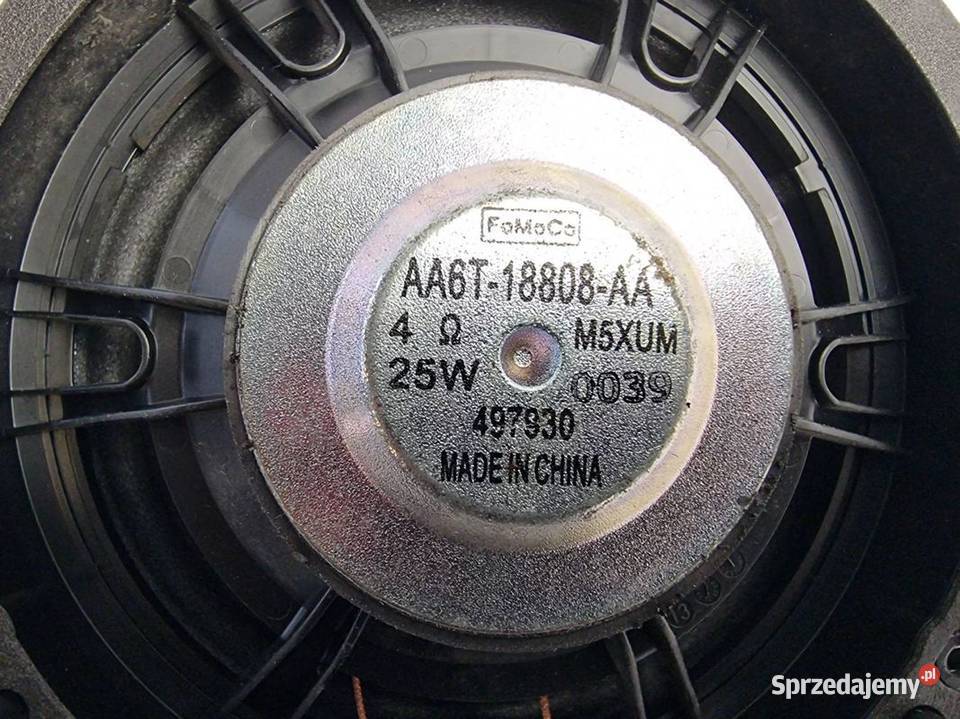 FoMoCo
AA6T-18808-AA
4 Ω M5XUM
25W 0039
497930
MADE IN CHINA
Sprzedajemy.pl